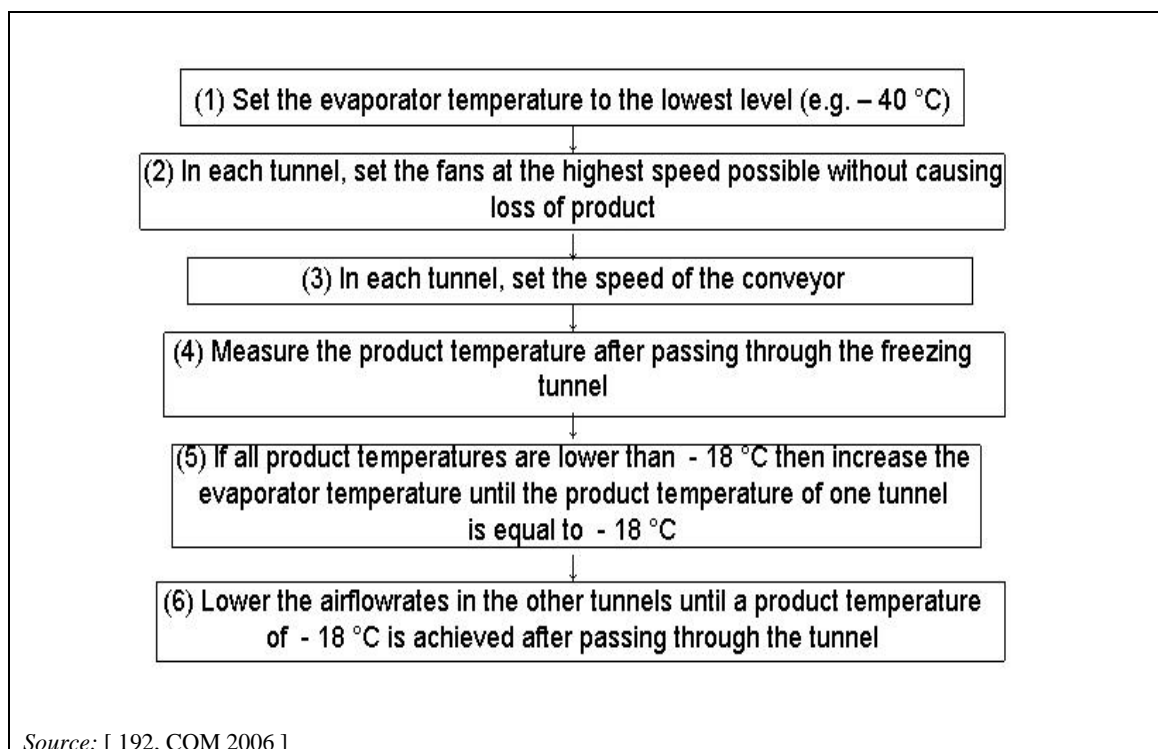 (1) Set the evaporator temperature to the lowest level (e.g. – 40 °C)
(2) In each tunnel, set the fans at the highest speed possible without causing
loss of product
(3) In each tunnel, set the speed of the conveyor
(4) Measure the product temperature after passing through the freezing
tunnel
(5) If all product temperatures are lower than - 18 °C then increase the
evaporator temperature until the product temperature of one tunnel
is equal to - 18 °C
(6) Lower the airflowrates in the other tunnels until a product temperature
of - 18 °C is achieved after passing through the tunnel
Source: [ 192, COM 2006 ]